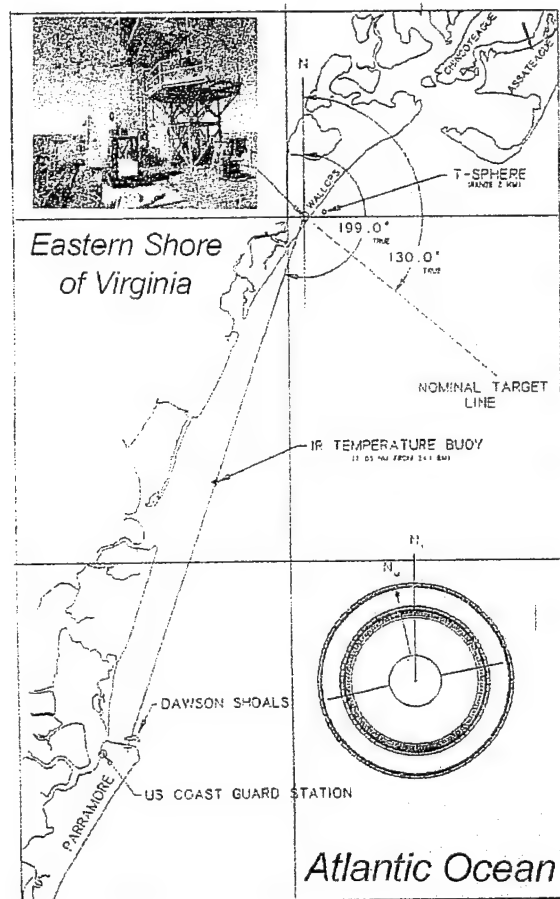 N
CHINCOTEAGUE
ASSATEAGUE
WALLOPS
T-SPHERE
199.0°
TRUE
130.0°
TRUE
Eastern Shore
of Virginia
NOMINAL TARGET
LINE
IR TEMPERATURE BUOY
N
N
DAWSON SHOALS
US COAST GUARD STATION
PARRAMORE
Atlantic Ocean